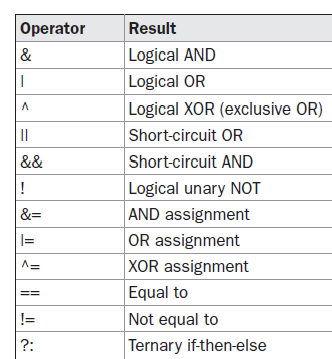 Operator Result
& Logical AND
| Logical OR
^ Logical XOR (exclusive OR)
|| Short-circuit OR
&& Short-circuit AND
! Logical unary NOT
&= AND assignment
|= OR assignment
^= XOR assignment
== Equal to
!= Not equal to
?: Ternary if-then-else